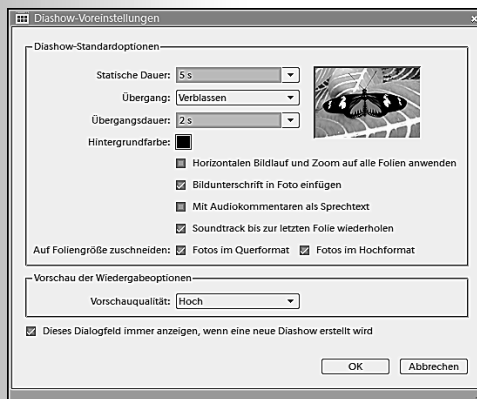 Diashow-Voreinstellungen
Diashow-Standardoptionen
Statische Dauer: 5 s
Übergang: Verblassen
Übergangsdauer: 2 s
Hintergrundfarbe:
Horizontalen Bildlauf und Zoom auf alle Folien anwenden
Bildunterschrift in Foto einfügen
Mit Audiokommentaren als Sprechtext
Soundtrack bis zur letzten Folie wiederholen
Auf Foliengröße zuschneiden: Fotos im Querformat Fotos im Hochformat
Vorschau der Wiedergabeoptionen
Vorschauqualität: Hoch
Dieses Dialogfeld immer anzeigen, wenn eine neue Diashow erstellt wird
OK Abbrechen